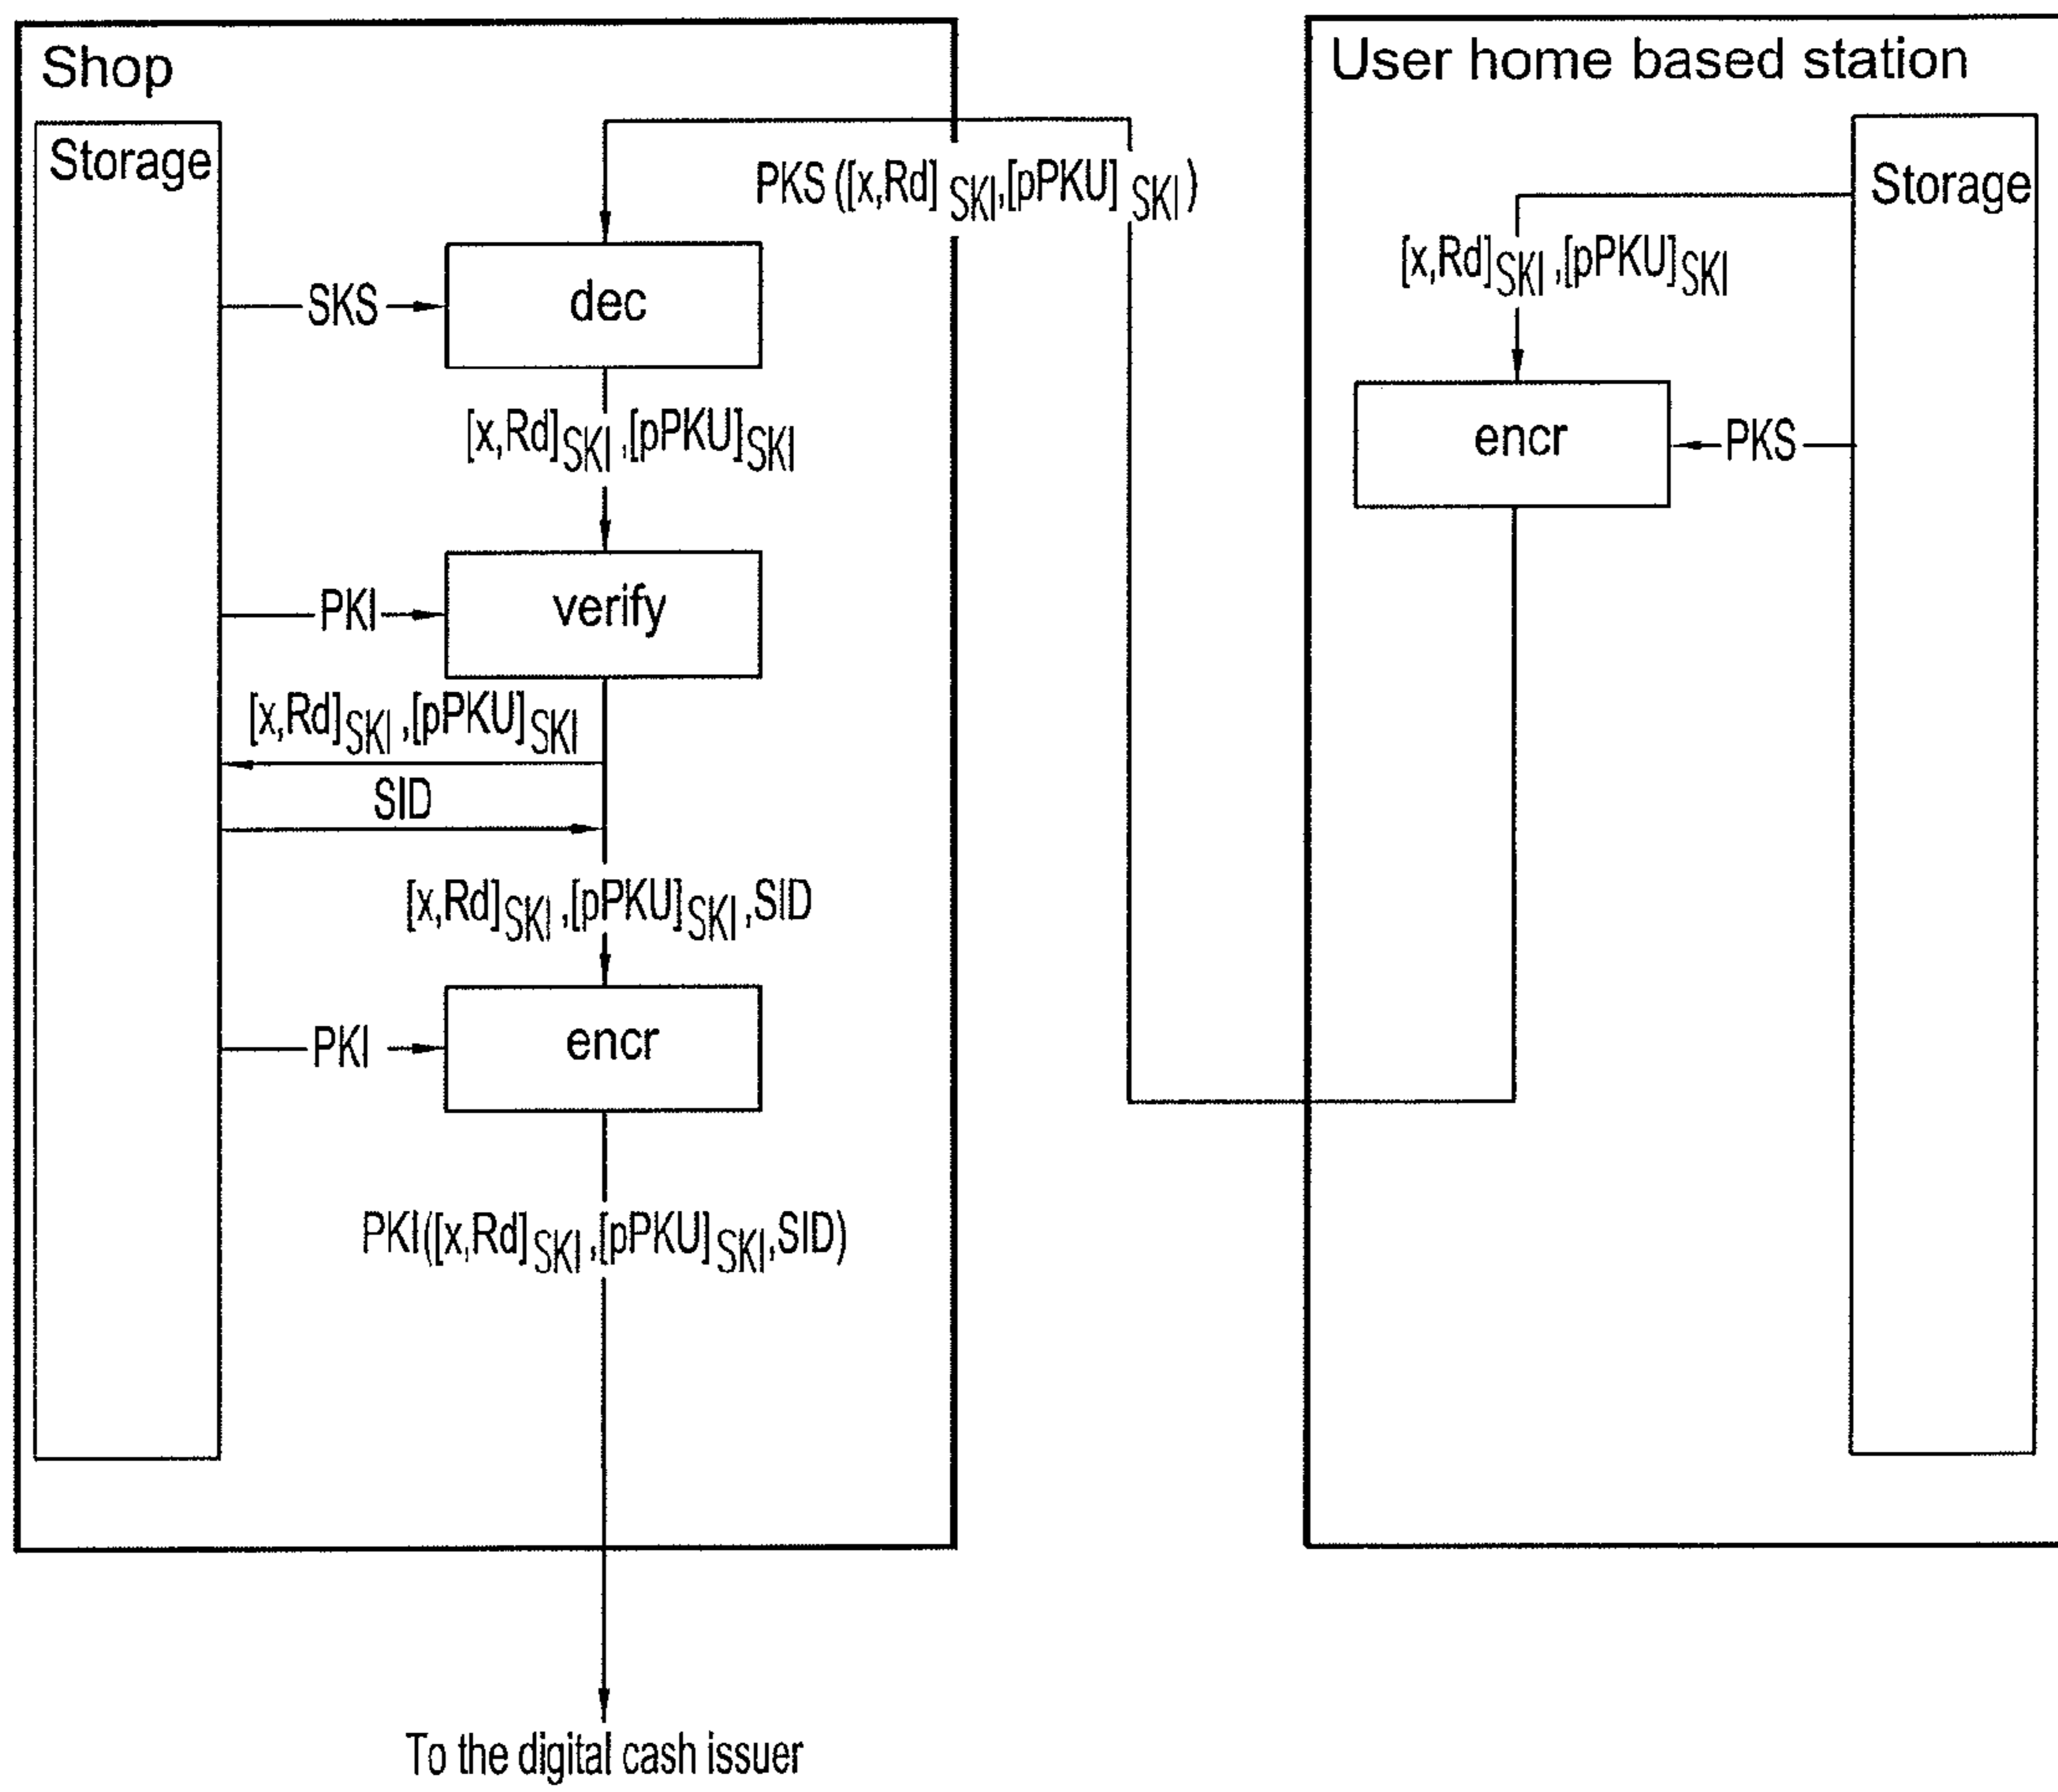 Shop
Storage
PKS ([x,Rd] SKI,[pPKU] SKI )
SKS
dec
[x,Rd]SKI ,[pPKU]SKI
PKI
verify
[x,Rd]SKI ,[pPKU]SKI
SID
[x,Rd]SKI ,[pPKU]SKI ,SID
PKI
encr
PKI([x,Rd]SKI ,[pPKU]SKI,SID)
To the digital cash issuer
User home based station
Storage
[x,Rd]SKI ,[pPKU]SKI
encr
PKS